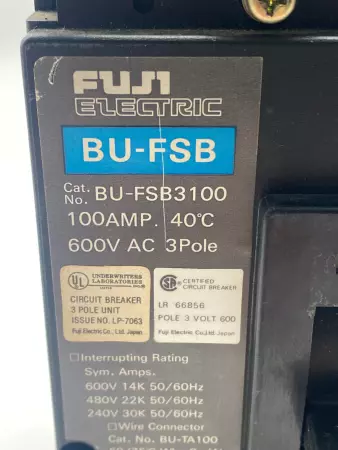 FUJI
ELECTRIC
BU-FSB
Cat. No. BU-FSB3100
100AMP. 40°C
600V AC 3Pole
UL UNDERWRITERS
LABORATORIES
CIRCUIT BREAKER
3 POLE UNIT
ISSUE NO. LP-7063
Fuji Electric Co., Ltd. Japan
SA CERTIFIED
CIRCUIT BREAKER
LR 66856
POLE 3 VOLT 600
Fuji Electric Co., Ltd. Japan
Interrupting Rating
Sym. Amps.
600V 14K 50/60Hz
480V 22K 50/60Hz
240V 30K 50/60Hz
Wire Connector
Cat. No. BU-TA100